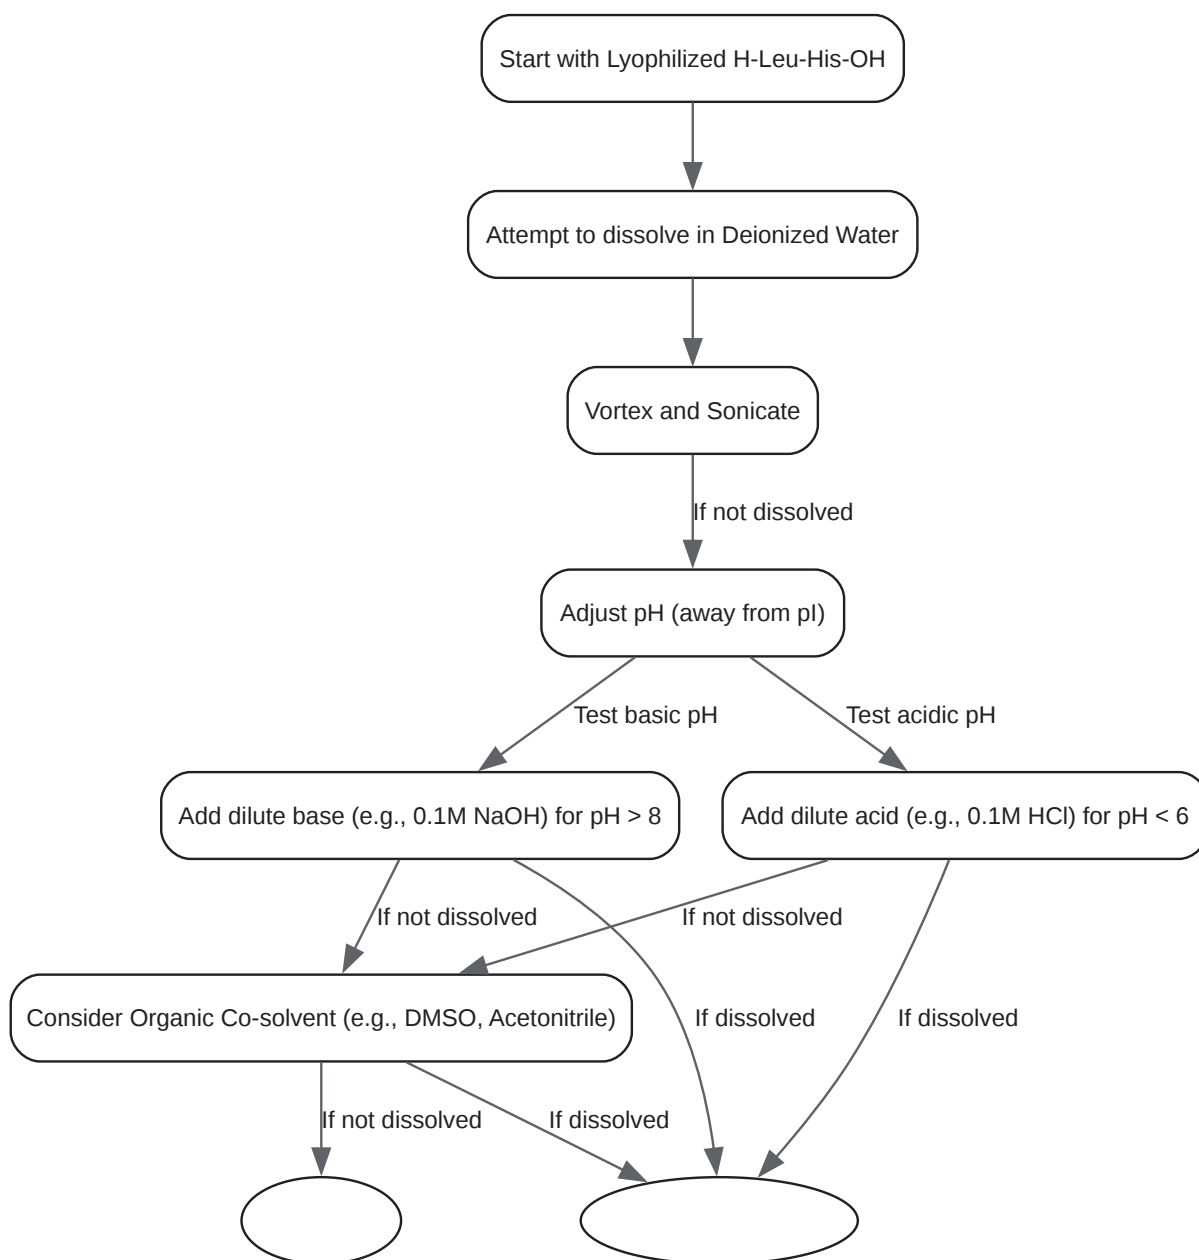 Start with Lyophilized H-Leu-His-OH
Attempt to dissolve in Deionized Water
Vortex and Sonicate
If not dissolved
Adjust pH (away from pI)
Test basic pH
Test acidic pH
Add dilute base (e.g., 0.1M NaOH) for pH > 8
Add dilute acid (e.g., 0.1M HCl) for pH < 6
If not dissolved
If not dissolved
Consider Organic Co-solvent (e.g., DMSO, Acetonitrile)
If dissolved
If dissolved
If not dissolved
If dissolved